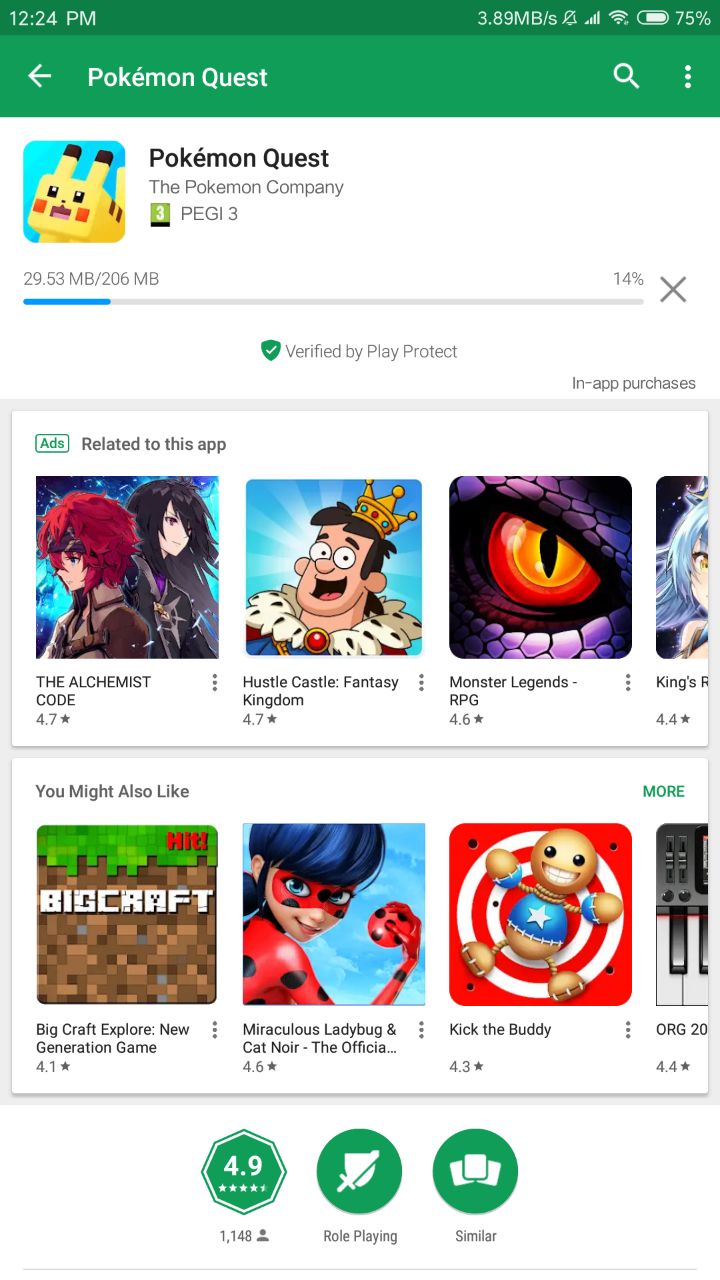 12:24 PM
3.89MB/s
75%
Pokémon Quest
Pokémon Quest
The Pokemon Company
3 PEGI 3
29.53 MB/206 MB
14%
Verified by Play Protect
In-app purchases
Ads Related to this app
THE ALCHEMIST
CODE
4.7
Hustle Castle: Fantasy
Kingdom
4.7
Monster Legends -
RPG
4.6
King's R
4.4
You Might Also Like
MORE
Hit!
BIGCRAFT
Big Craft Explore: New
Generation Game
4.1
Miraculous Ladybug &
Cat Noir - The Officia...
4.6
Kick the Buddy
4.3
ORG 20
4.4
4.9
1,148
Role Playing
Similar